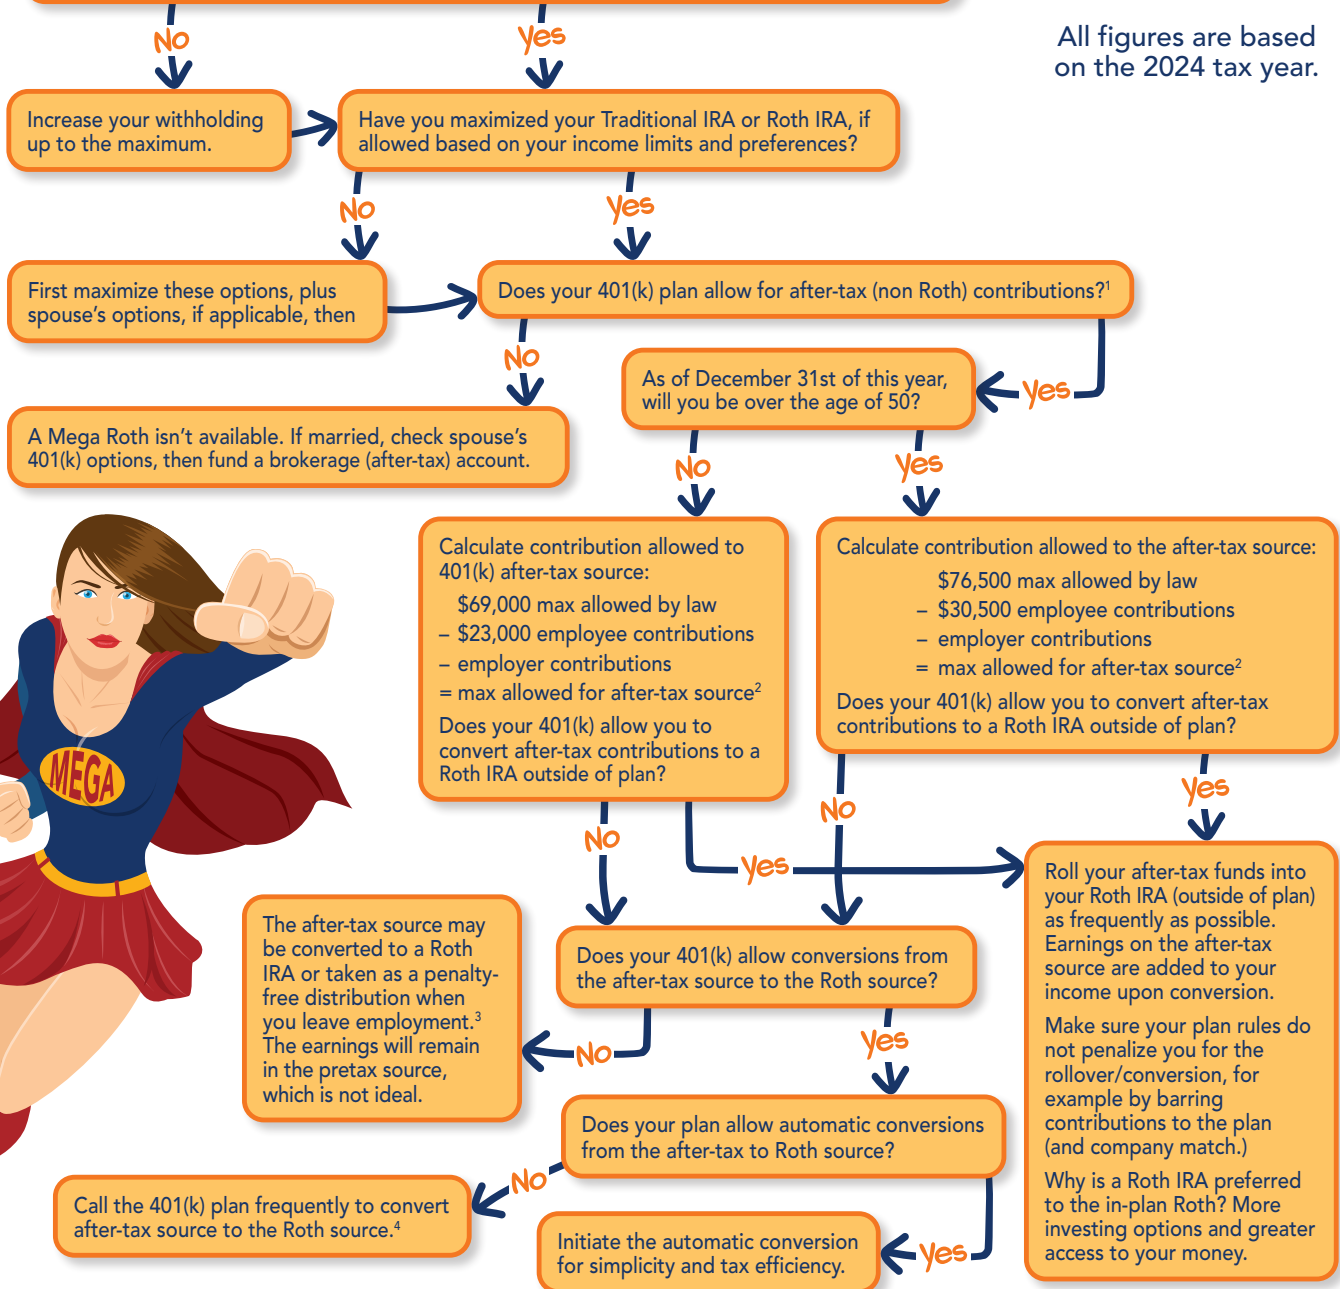 All figures are based
on the 2024 tax year.
No
Yes
Increase your withholding
up to the maximum.
Have you maximized your Traditional IRA or Roth IRA, if
allowed based on your income limits and preferences?
No
Yes
First maximize these options, plus
spouse's options, if applicable, then
Does your 401(k) plan allow for after-tax (non Roth) contributions?¹
No
Yes
As of December 31st of this year,
will you be over the age of 50?
A Mega Roth isn't available. If married, check spouse's
401(k) options, then fund a brokerage (after-tax) account.
No
Yes
Calculate contribution allowed to
401(k) after-tax source:
$69,000 max allowed by law
– $23,000 employee contributions
– employer contributions
= max allowed for after-tax source²
Does your 401(k) allow you to
convert after-tax contributions to a
Roth IRA outside of plan?
Calculate contribution allowed to the after-tax source:
$76,500 max allowed by law
– $30,500 employee contributions
– employer contributions
= max allowed for after-tax source²
Does your 401(k) allow you to convert after-tax
contributions to a Roth IRA outside of plan?
MEGA
No
Yes
No
Yes
Roll your after-tax funds into
your Roth IRA (outside of plan)
as frequently as possible.
Earnings on the after-tax
source are added to your
income upon conversion.
Make sure your plan rules do
not penalize you for the
rollover/conversion, for
example by barring
contributions to the plan
(and company match.)
Why is a Roth IRA preferred
to the in-plan Roth? More
investing options and greater
access to your money.
The after-tax source may
be converted to a Roth
IRA or taken as a penalty-
free distribution when
you leave employment.³
The earnings will remain
in the pretax source,
which is not ideal.
Does your 401(k) allow conversions from
the after-tax source to the Roth source?
No
Yes
Does your plan allow automatic conversions
from the after-tax to Roth source?
No
Yes
Call the 401(k) plan frequently to convert
after-tax source to the Roth source.⁴
Initiate the automatic conversion
for simplicity and tax efficiency.